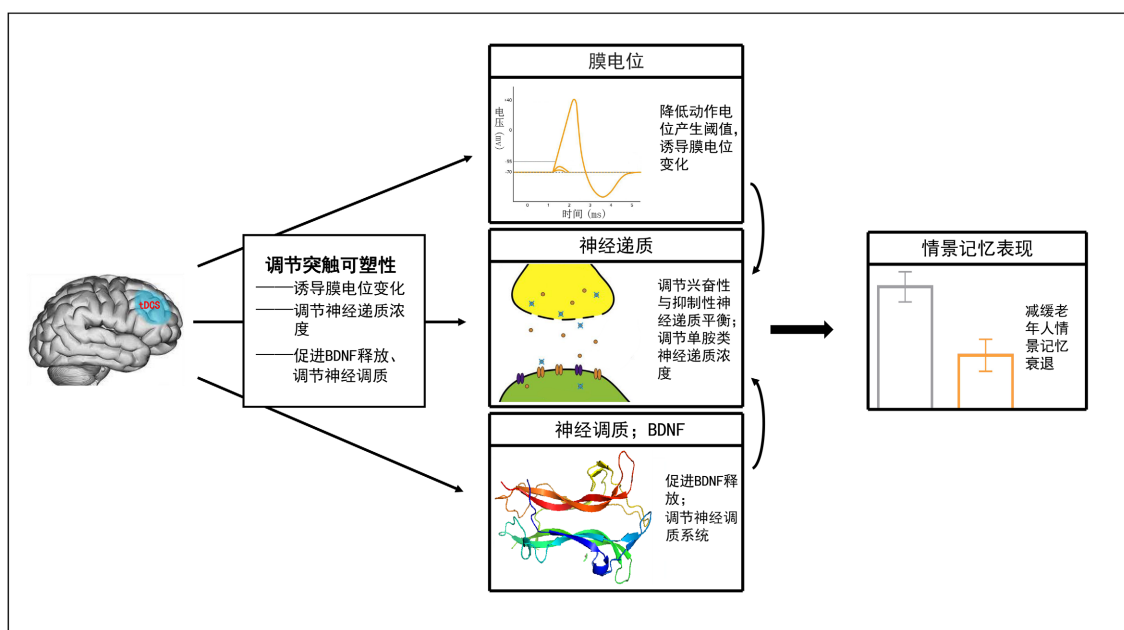 膜电位
电压
(mV)
+40
0
-55
-70
0
1
2
3
4
5
时间 (ms)
降低动作电
位产生阈值，
诱导膜电位
变化
tDCS
调节突触可塑性
——诱导膜电位变化
——调节神经递质浓
度
——促进BDNF释放、
调节神经调质
神经递质
调节兴奋性
与抑制性神
经递质平衡；
调节单胺类
神经递质浓
度
神经调质；BDNF
促进BDNF释
放；
调节神经调
质系统
情景记忆表现
减缓老
年人情
景记忆
衰退